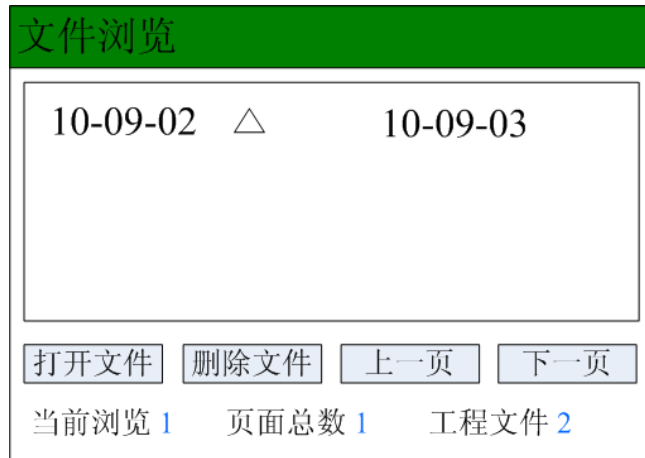 文件浏览
10-09-02 △ 10-09-03
打开文件 删除文件 上一页 下一页
当前浏览 1 页面总数 1 工程文件 2